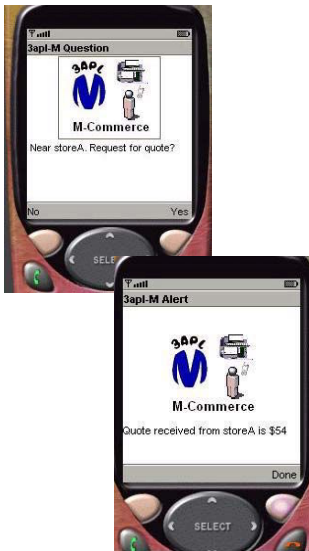 3apl-M Question
3APL
M
M-Commerce
Near storeA. Request for quote?
No Yes
SELECT
3apl-M Alert
3APL
M
M-Commerce
Quote received from storeA is $54
Done
SELECT